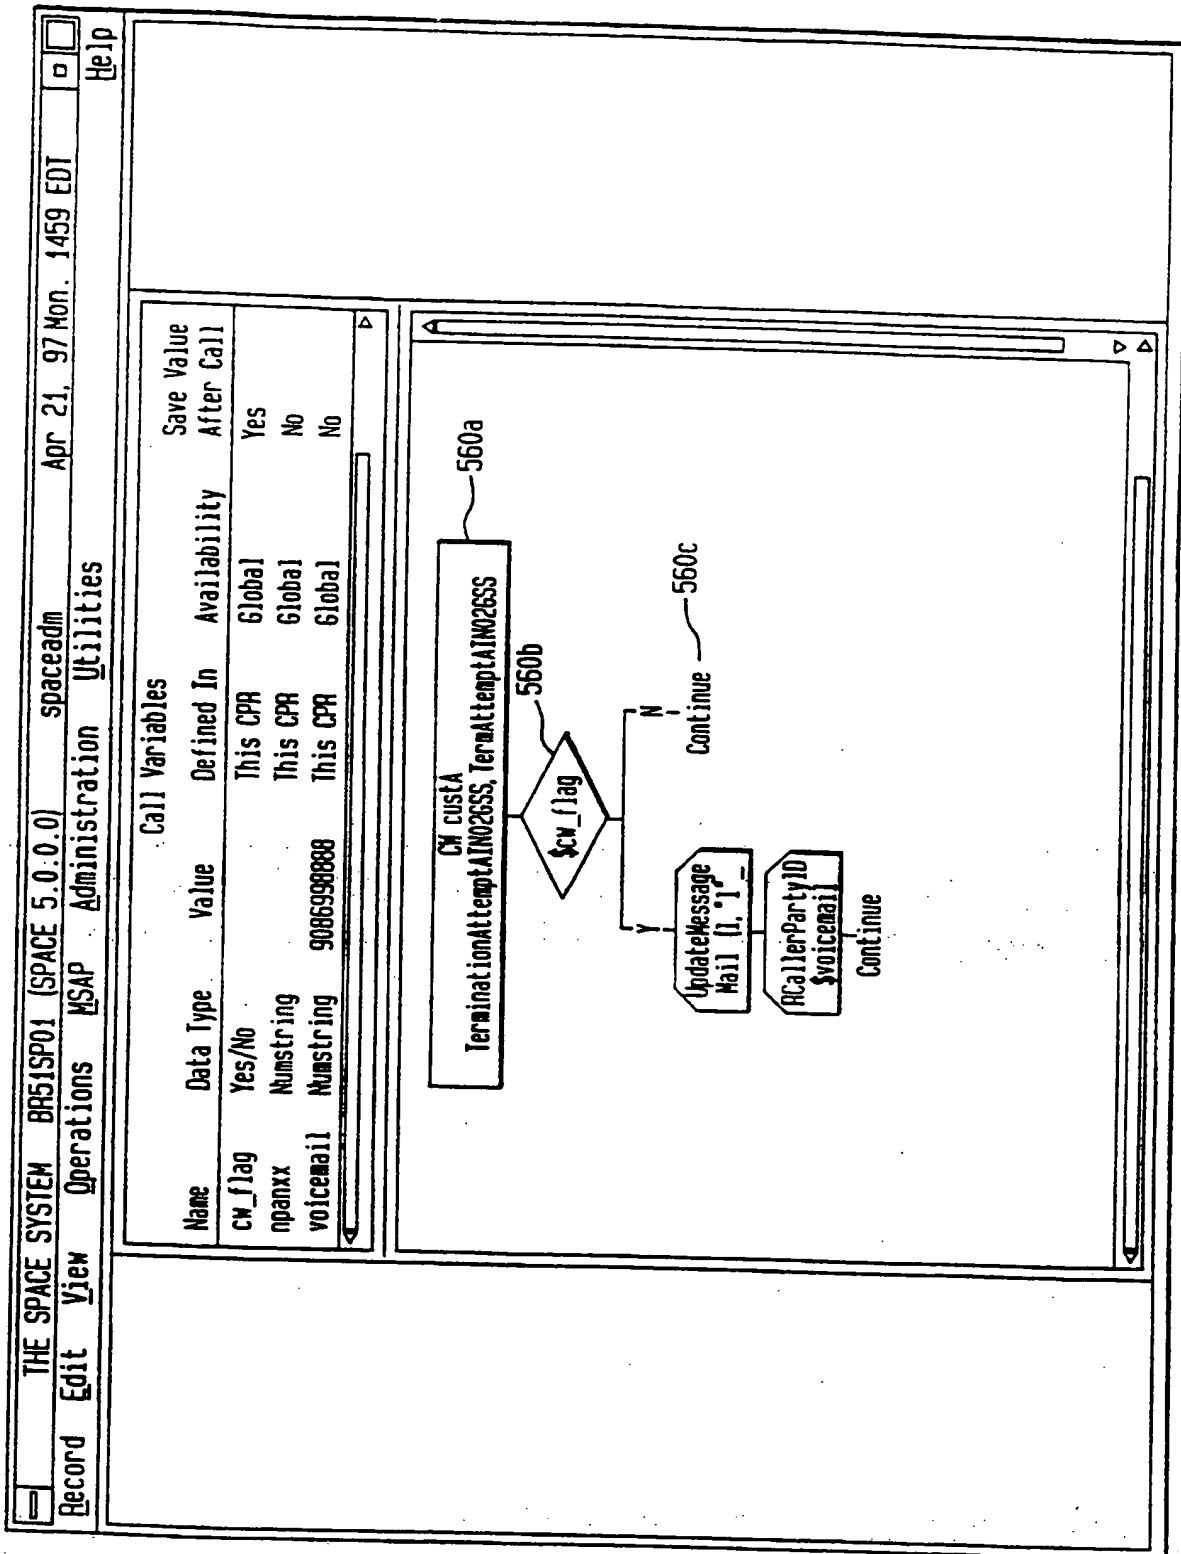 THE SPACE SYSTEM BR51SP01 (SPACE 5.0.0.0) spaceadm Apr 21, 97 Mon. 1459 EDT
Record Edit View Operations MSAP Administration Utilities Help
Call Variables
Name Data Type Value Defined In Availability Save Value After Call
cw_flag Yes/No This CPR Global Yes
npanxx Numstring This CPR Global No
voicemail Numstring 9086998888 This CPR Global No
CW custA
TerminationAttemptAIN02GSS, TermAttemptAIN02GSS
560a
$cw_flag
560b
Y
N
UpdateMessage
Mail (1, "1"_
Continue
560c
RCallerPartyID
$voicemail
Continue